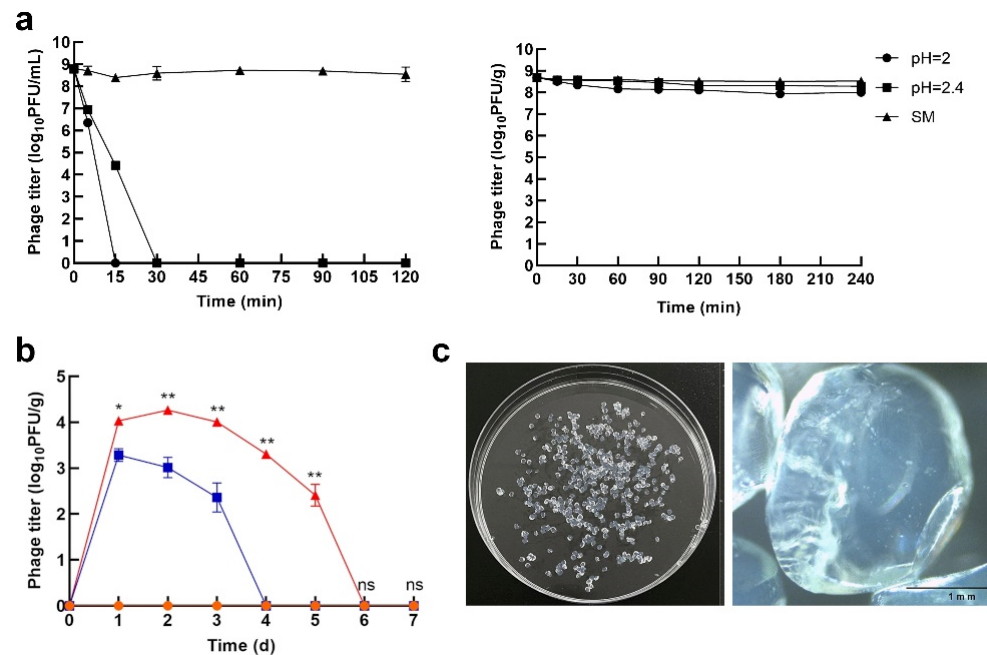 a
Phage titer (log10PFU/mL)
10
9
8
7
6
5
4
3
2
1
0
0 15 30 45 60 75 90 105 120
Time (min)
Phage titer (log10PFU/g)
10
9
8
7
6
5
4
3
2
1
0
0 30 60 90 120 150 180 210 240
Time (min)
pH=2
pH=2.4
SM
b
Phage titer (log10PFU/g)
5
4
3
2
1
0
* ** ** ** ** ns ns
0 1 2 3 4 5 6 7
Time (d)
c
1 mm